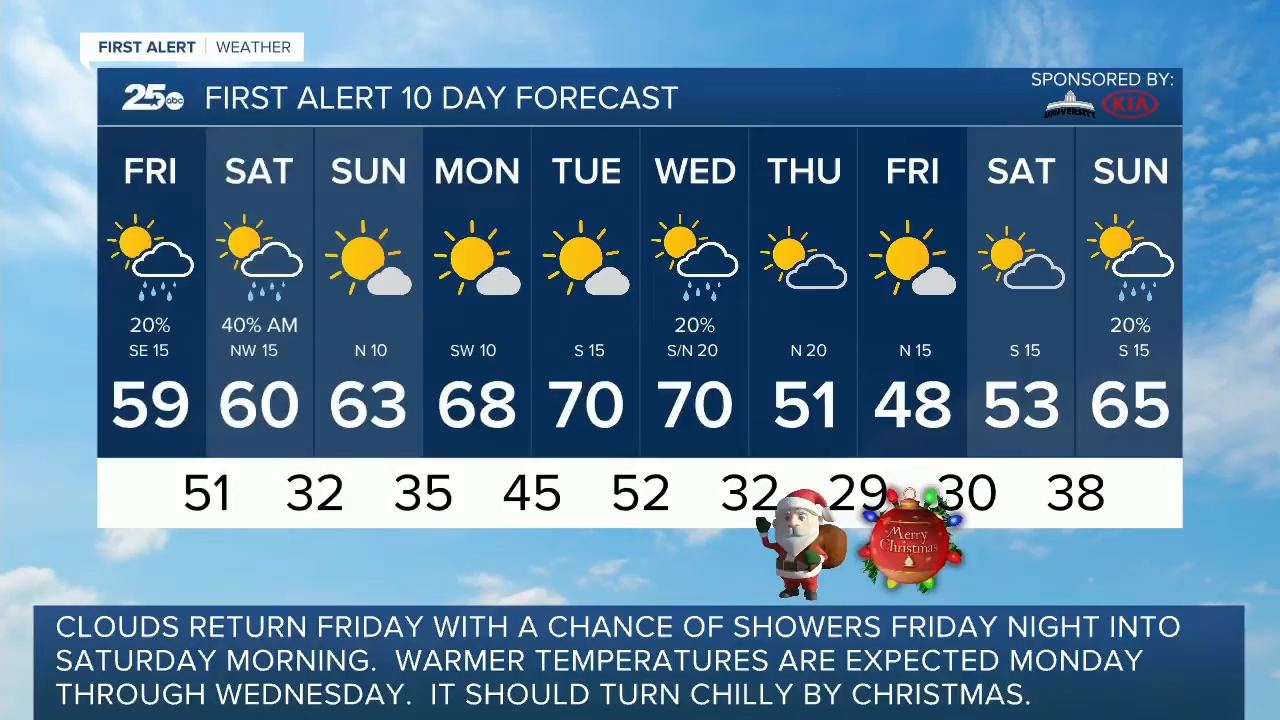 FIRST ALERT WEATHER
SPONSORED BY:
25 abc FIRST ALERT 10 DAY FORECAST
UNIVERSITY KIA
FRI SAT SUN MON TUE WED THU FRI SAT SUN
20% 40% AM 20% 20%
SE 15 NW 15 N 10 SW 10 S 15 S/N 20 N 20 N 15 S 15 S 15
59 60 63 68 70 70 51 48 53 65
51 32 35 45 52 32 29 30 38
Merry
Christmas
CLOUDS RETURN FRIDAY WITH A CHANCE OF SHOWERS FRIDAY NIGHT INTO
SATURDAY MORNING. WARMER TEMPERATURES ARE EXPECTED MONDAY
THROUGH WEDNESDAY. IT SHOULD TURN CHILLY BY CHRISTMAS.